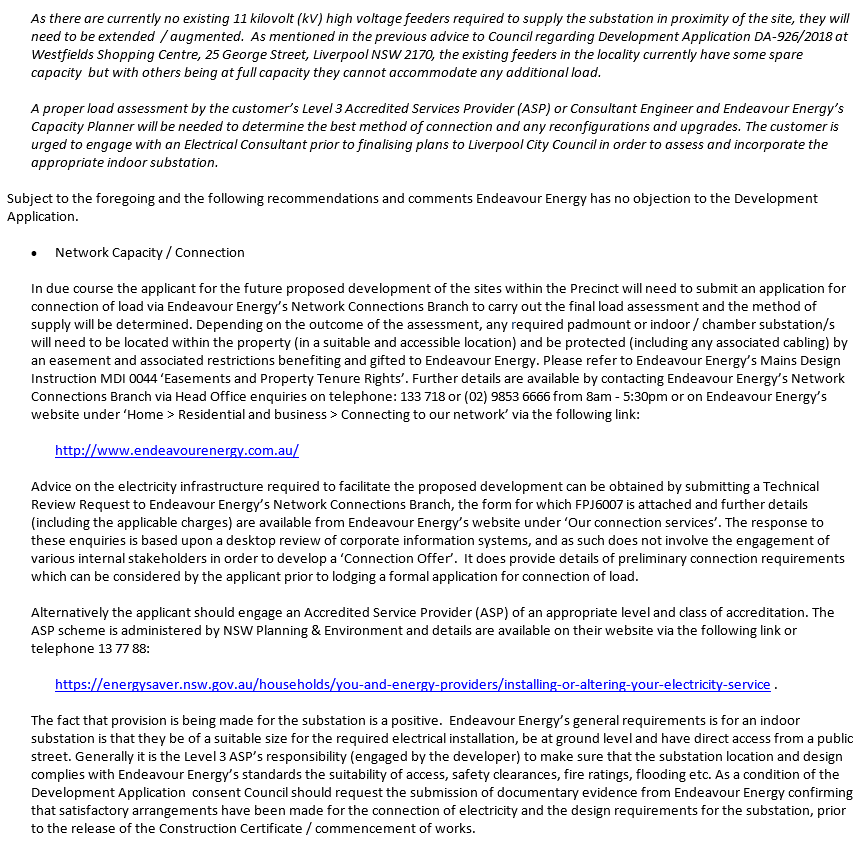 As there are currently no existing 11 kilovolt (kV) high voltage feeders required to supply the substation in proximity of the site, they will
need to be extended / augmented.  As mentioned in the previous advice to Council regarding Development Application DA-926/2018 at
Westfields Shopping Centre, 25 George Street, Liverpool NSW 2170, the existing feeders in the locality currently have some spare
capacity  but with others being at full capacity they cannot accommodate any additional load.
A proper load assessment by the customer's Level 3 Accredited Services Provider (ASP) or Consultant Engineer and Endeavour Energy's
Capacity Planner will be needed to determine the best method of connection and any reconfigurations and upgrades. The customer is
urged to engage with an Electrical Consultant prior to finalising plans to Liverpool City Council in order to assess and incorporate the
appropriate indoor substation.
Subject to the foregoing and the following recommendations and comments Endeavour Energy has no objection to the Development
Application.
• Network Capacity / Connection
In due course the applicant for the future proposed development of the sites within the Precinct will need to submit an application for
connection of load via Endeavour Energy's Network Connections Branch to carry out the final load assessment and the method of
supply will be determined. Depending on the outcome of the assessment, any required padmount or indoor / chamber substation/s
will need to be located within the property (in a suitable and accessible location) and be protected (including any associated cabling) by
an easement and associated restrictions benefiting and gifted to Endeavour Energy. Please refer to Endeavour Energy's Mains Design
Instruction MDI 0044 'Easements and Property Tenure Rights'. Further details are available by contacting Endeavour Energy's Network
Connections Branch via Head Office enquiries on telephone: 133 718 or (02) 9853 6666 from 8am - 5:30pm or on Endeavour Energy's
website under 'Home > Residential and business > Connecting to our network' via the following link:
http://www.endeavourenergy.com.au/
Advice on the electricity infrastructure required to facilitate the proposed development can be obtained by submitting a Technical
Review Request to Endeavour Energy's Network Connections Branch, the form for which FPJ6007 is attached and further details
(including the applicable charges) are available from Endeavour Energy's website under 'Our connection services'. The response to
these enquiries is based upon a desktop review of corporate information systems, and as such does not involve the engagement of
various internal stakeholders in order to develop a 'Connection Offer'.  It does provide details of preliminary connection requirements
which can be considered by the applicant prior to lodging a formal application for connection of load.
Alternatively the applicant should engage an Accredited Service Provider (ASP) of an appropriate level and class of accreditation. The
ASP scheme is administered by NSW Planning & Environment and details are available on their website via the following link or
telephone 13 77 88:
https://energysaver.nsw.gov.au/households/you-and-energy-providers/installing-or-altering-your-electricity-service .
The fact that provision is being made for the substation is a positive.  Endeavour Energy's general requirements is for an indoor
substation is that they be of a suitable size for the required electrical installation, be at ground level and have direct access from a public
street. Generally it is the Level 3 ASP's responsibility (engaged by the developer) to make sure that the substation location and design
complies with Endeavour Energy's standards the suitability of access, safety clearances, fire ratings, flooding etc. As a condition of the
Development Application  consent Council should request the submission of documentary evidence from Endeavour Energy confirming
that satisfactory arrangements have been made for the connection of electricity and the design requirements for the substation, prior
to the release of the Construction Certificate / commencement of works.